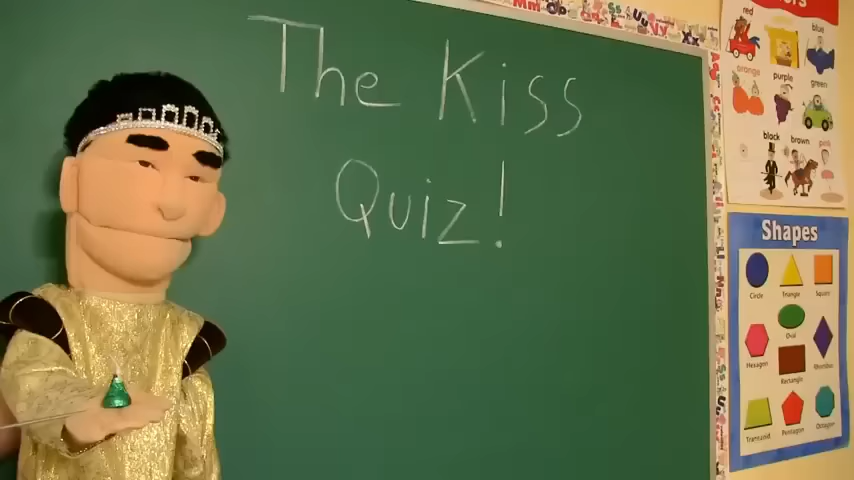 The Kiss
Quiz!
red
blue
orange
purple
green
black
brown
pink
Shapes
Circle
Triangle
Square
Oval
Hexagon
Rectangle
Rhombus
Trapezoid
Pentagon
Octagon